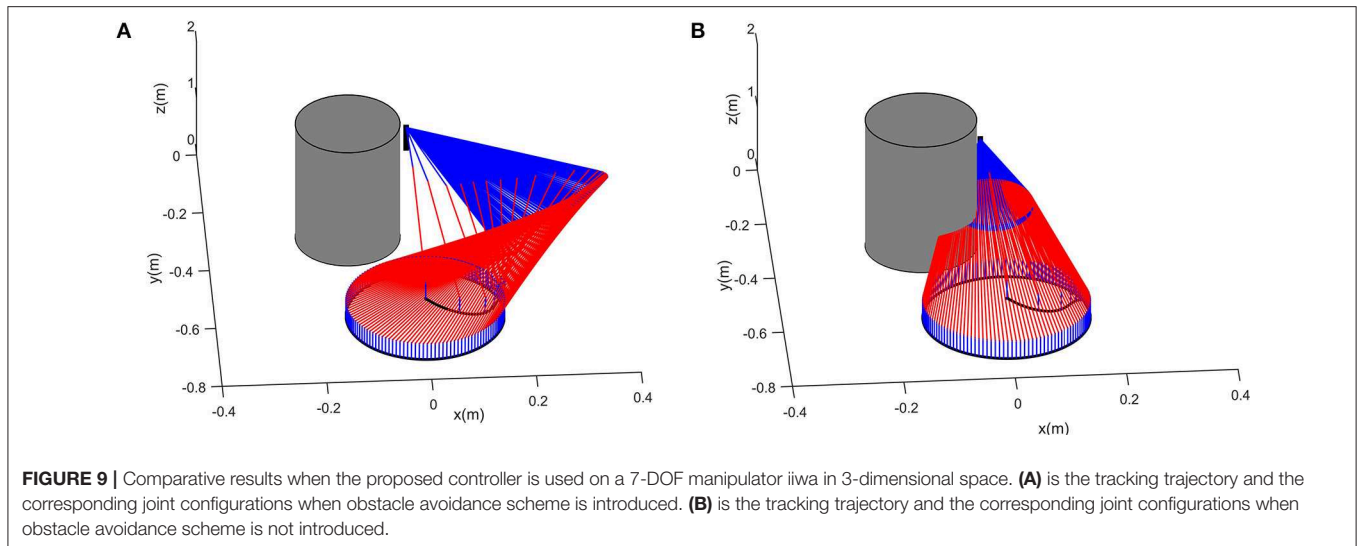 A
B
2
1
0
z(m)
0
-0.2
-0.4
-0.6
-0.8
y(m)
-0.4
-0.2
0
0.2
0.4
x(m)
2
1
0
z(m)
0
-0.2
-0.4
-0.6
-0.8
y(m)
-0.4
-0.2
0
0.2
0.4
x(m)
FIGURE 9 | Comparative results when the proposed controller is used on a 7-DOF manipulator iiwa in 3-dimensional space. (A) is the tracking trajectory and the
corresponding joint configurations when obstacle avoidance scheme is introduced. (B) is the tracking trajectory and the corresponding joint configurations when
obstacle avoidance scheme is not introduced.